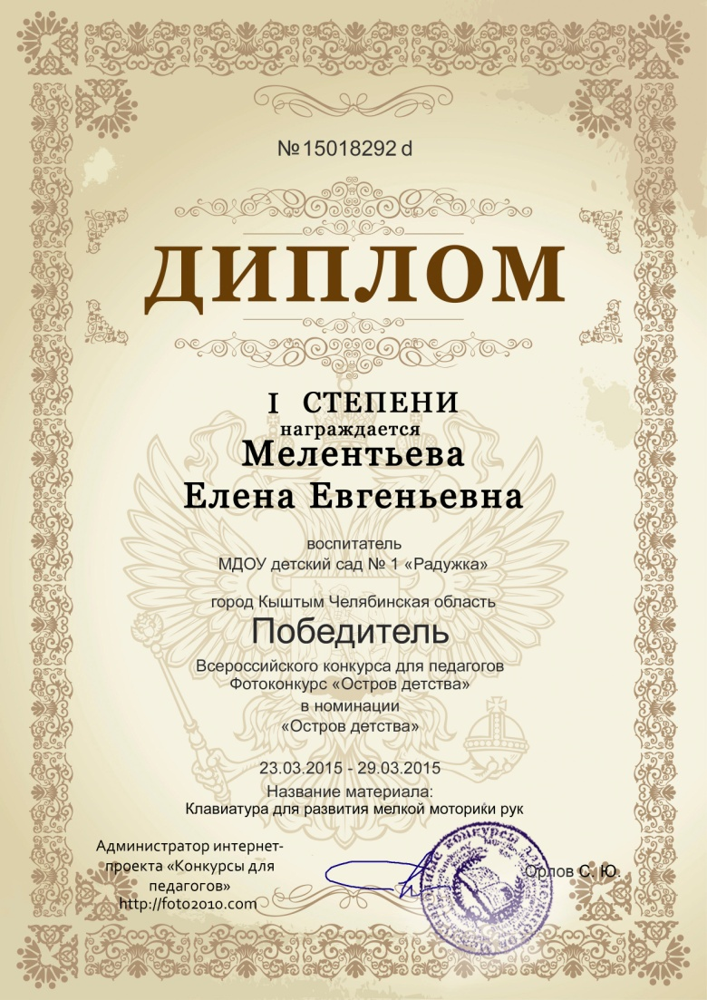 №15018292 d
ДИПЛОМ
I СТЕПЕНИ
награждается
Мелентьева
Елена Евгеньевна
воспитатель
МДОУ детский сад № 1 «Радужка»
город Кыштым Челябинская область
Победитель
Всероссийского конкурса для педагогов
Фотоконкурс «Остров детства»
в номинации
«Остров детства»
23.03.2015 - 29.03.2015
Название материала:
Клавиатура для развития мелкой моторики рук
Администратор интернет-
проекта «Конкурсы для
педагогов»
http://foto2010.com
Орлов С. Ю.
конкурсы для